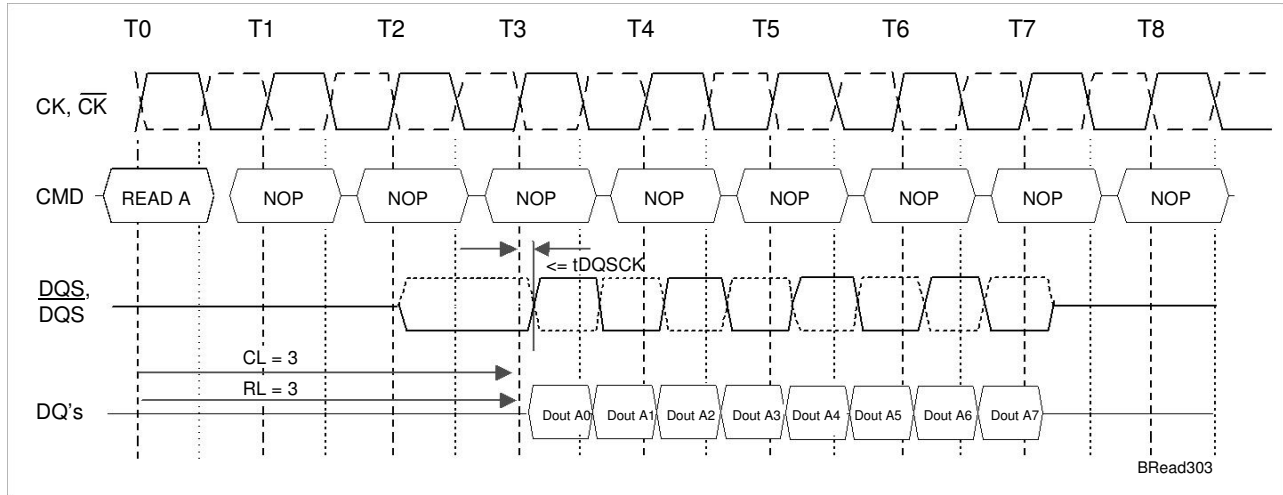 T0 T1 T2 T3 T4 T5 T6 T7 T8
CK, CK
CMD READ A NOP NOP NOP NOP NOP NOP NOP NOP
<= tDQSCK
DQS,
DQS
CL = 3
RL = 3
DQ's Dout A0 Dout A1 Dout A2 Dout A3 Dout A4 Dout A5 Dout A6 Dout A7
BRead303